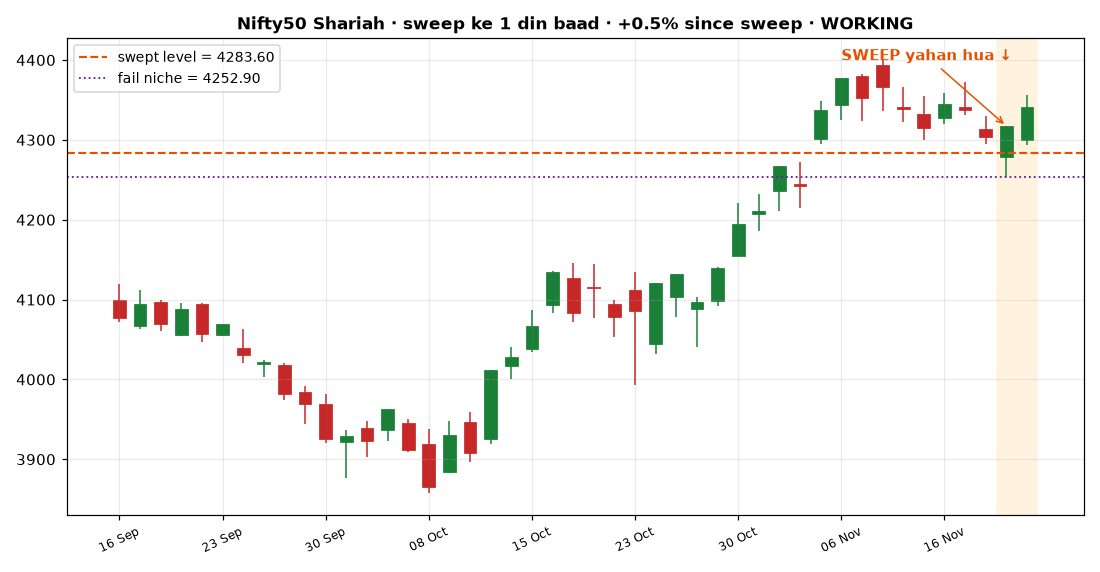 Nifty50 Shariah · sweep ke 1 din baad · +0.5% since sweep · WORKING
swept level = 4283.60
fail niche = 4252.90
SWEEP yahan hua ↓
4400
4300
4200
4100
4000
3900
16 Sep
23 Sep
30 Sep
08 Oct
15 Oct
23 Oct
30 Oct
06 Nov
16 Nov